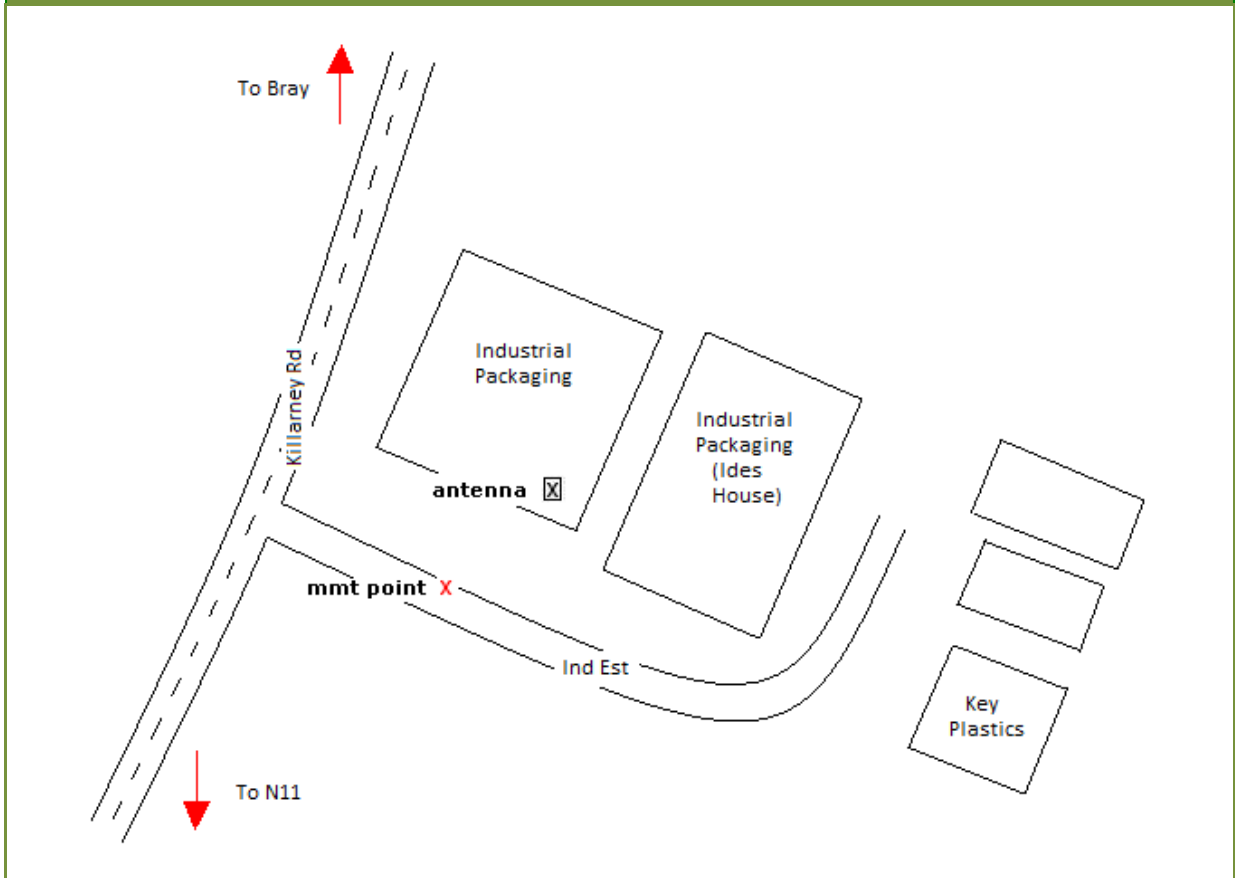 To Bray
Killarney Rd
Industrial
Packaging
Industrial
Packaging
(Ides
House)
antenna X
mmt point X
Ind Est
Key
Plastics
To N11